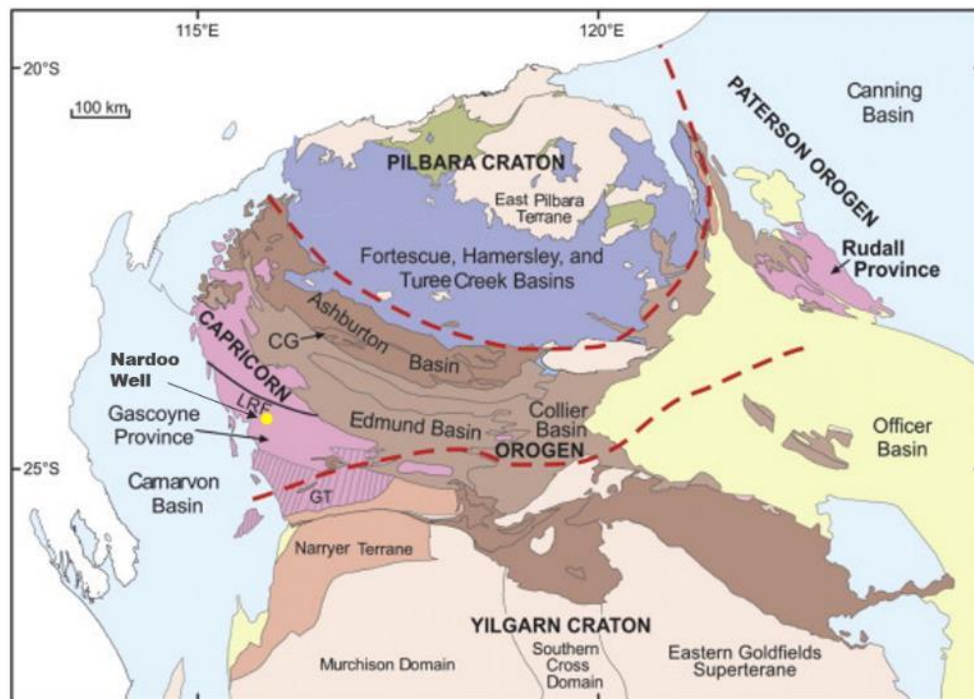 115°E
120°E
20°S
100 km
Canning
Basin
PATERSON OROGEN
PILBARA CRATON
East Pilbara
Terrane
Rudall
Province
Fortescue, Hamersley, and
Turee Creek Basins
Ashburton
Basin
CG
CAPRICORN
Nardoo
Well
LRF
Gascoyne
Province
Edmund Basin
Collier
Basin
OROGEN
Officer
Basin
25°S
Camarvon
Basin
GT
Narryer Terrane
YILGARN CRATON
Murchison Domain
Southern
Cross
Domain
Eastern Goldfields
Superterane